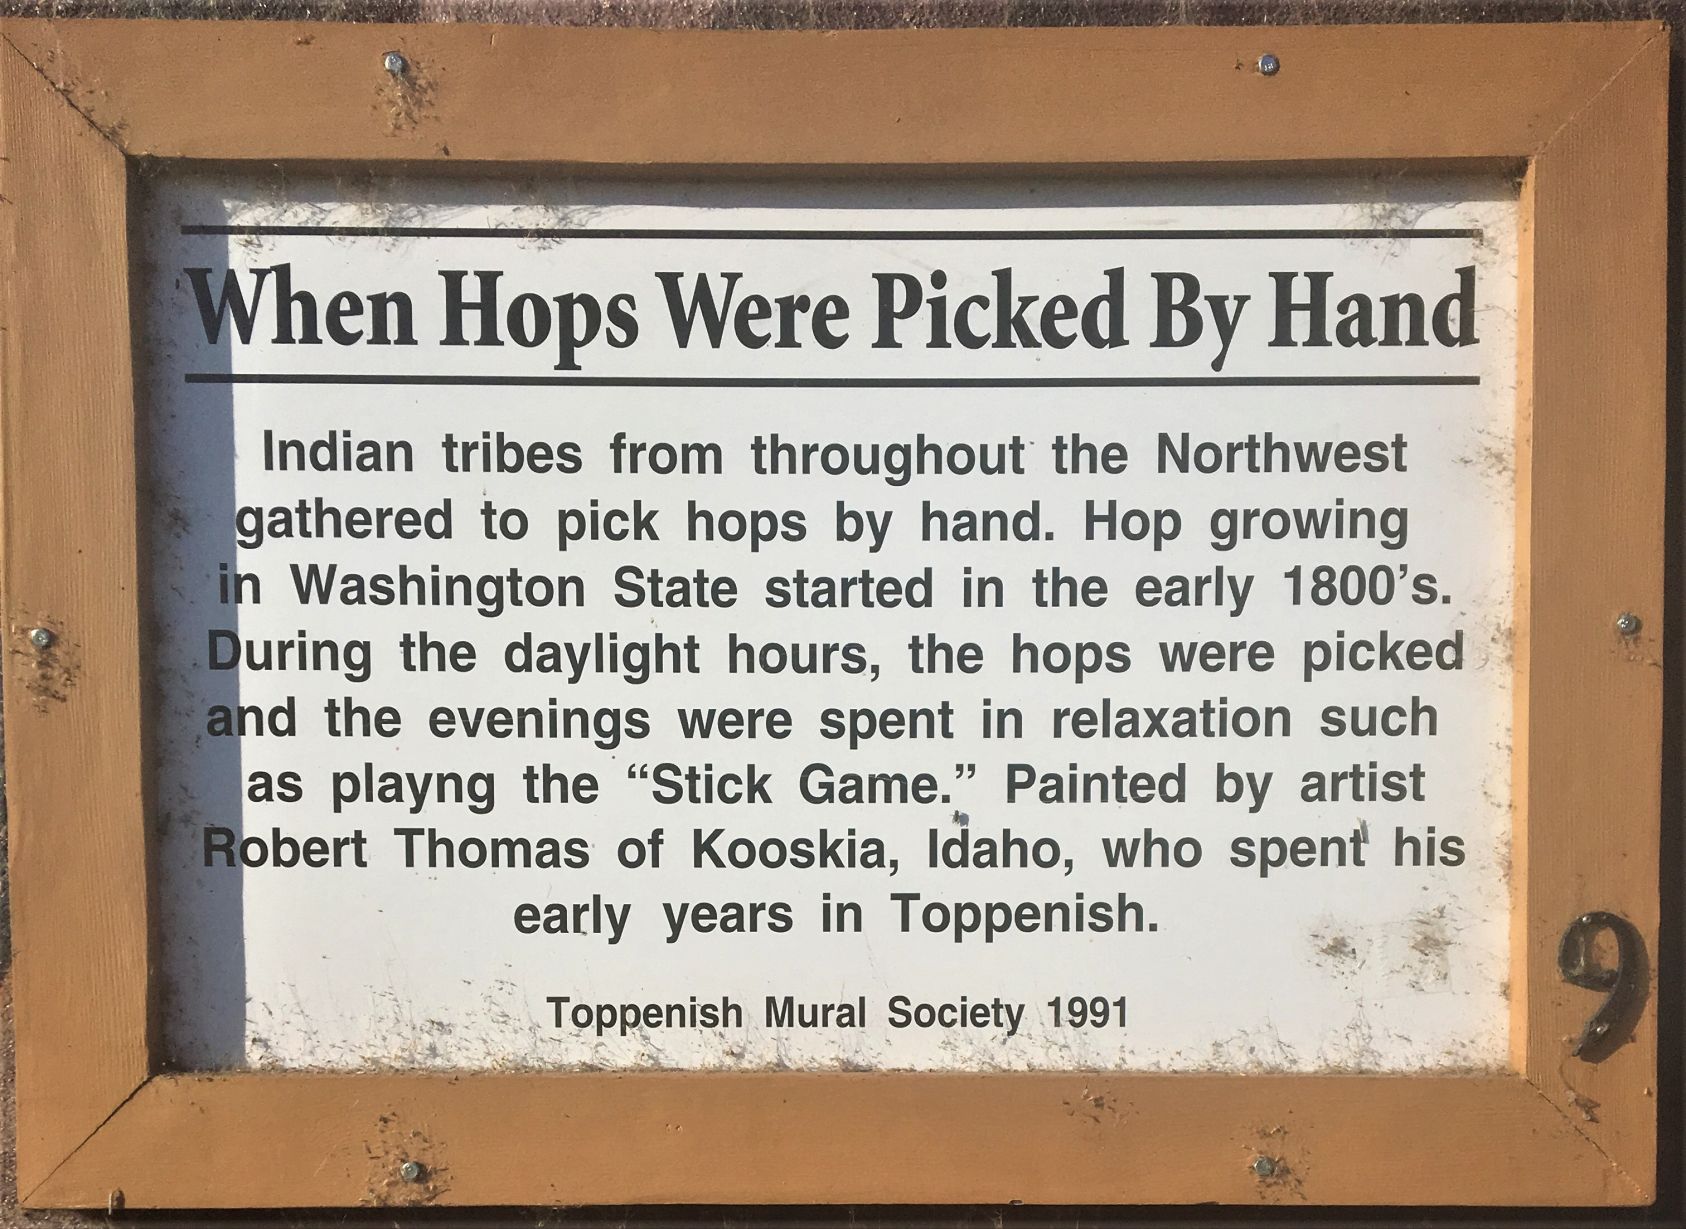 When Hops Were Picked By Hand
Indian tribes from throughout the Northwest
gathered to pick hops by hand. Hop growing
in Washington State started in the early 1800's.
During the daylight hours, the hops were picked
and the evenings were spent in relaxation such
as playng the “Stick Game.” Painted by artist
Robert Thomas of Kooskia, Idaho, who spent his
early years in Toppenish.
Toppenish Mural Society 1991
9